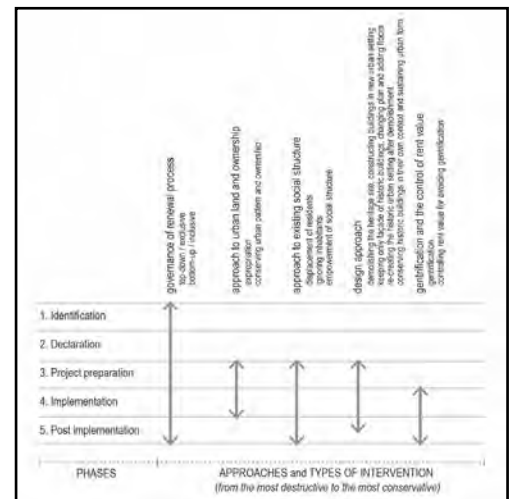 governance of renewal process
top-down / exclusive
bottom-up / inclusive
approach to urban land and ownership
expropriation
conserving urban pattern and ownership
approach to existing social structure
displacement of residents
ignoring inhabitants
empowerment of social structure
design approach
demolishing the heritage site, constructing buildings in new urban setting
keeping only facade of historic buildings, changing plan and adding floors
re-creating the historic urban setting after demolishment
conserving historic buildings in their own context and sustaining urban form
gentrification and the control of rent value
gentrification
controlling rent value for avoiding gentrification
1. Identification
2. Declaration
3. Project preparation
4. Implementation
5. Post implementation
PHASES
APPROACHES and TYPES OF INTERVENTION
(from the most destructive to the most conservative)